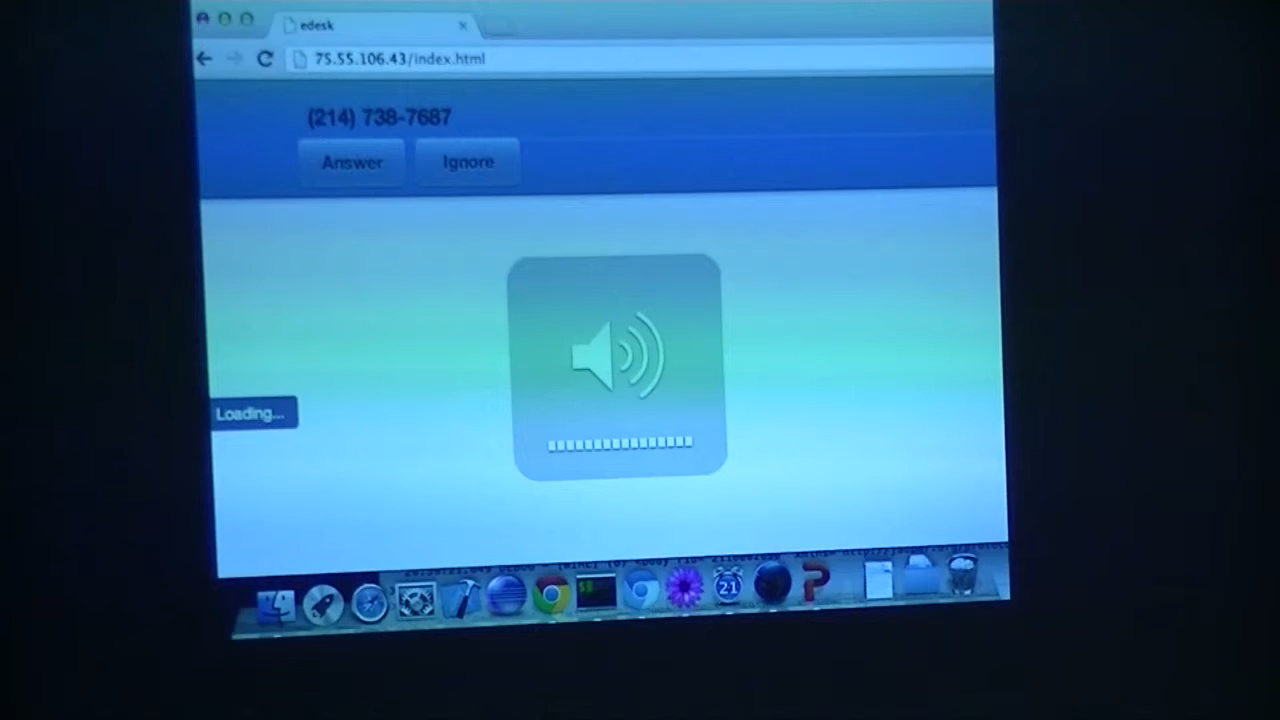 edesk
75.55.106.43/index.html
(214) 738-7687
Answer
Ignore
Loading...
21